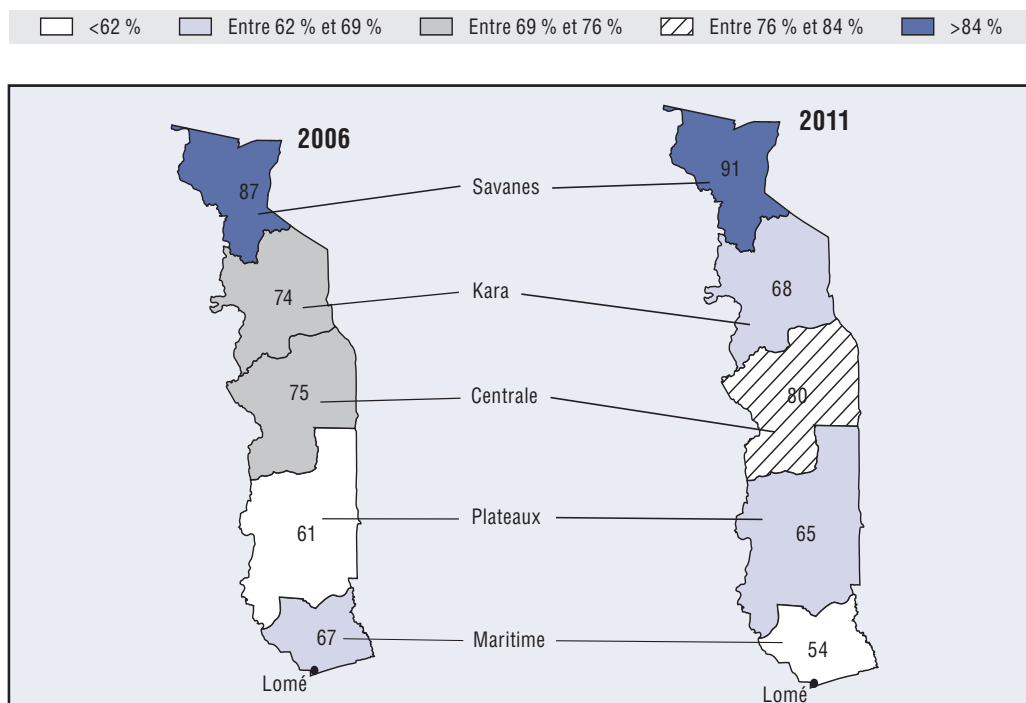 <62 % Entre 62 % et 69 % Entre 69 % et 76 % Entre 76 % et 84 % >84 %
2006 2011
87 Savanes 91
74 Kara 68
75 Centrale 80
61 Plateaux 65
67 Maritime 54
Lomé Lomé